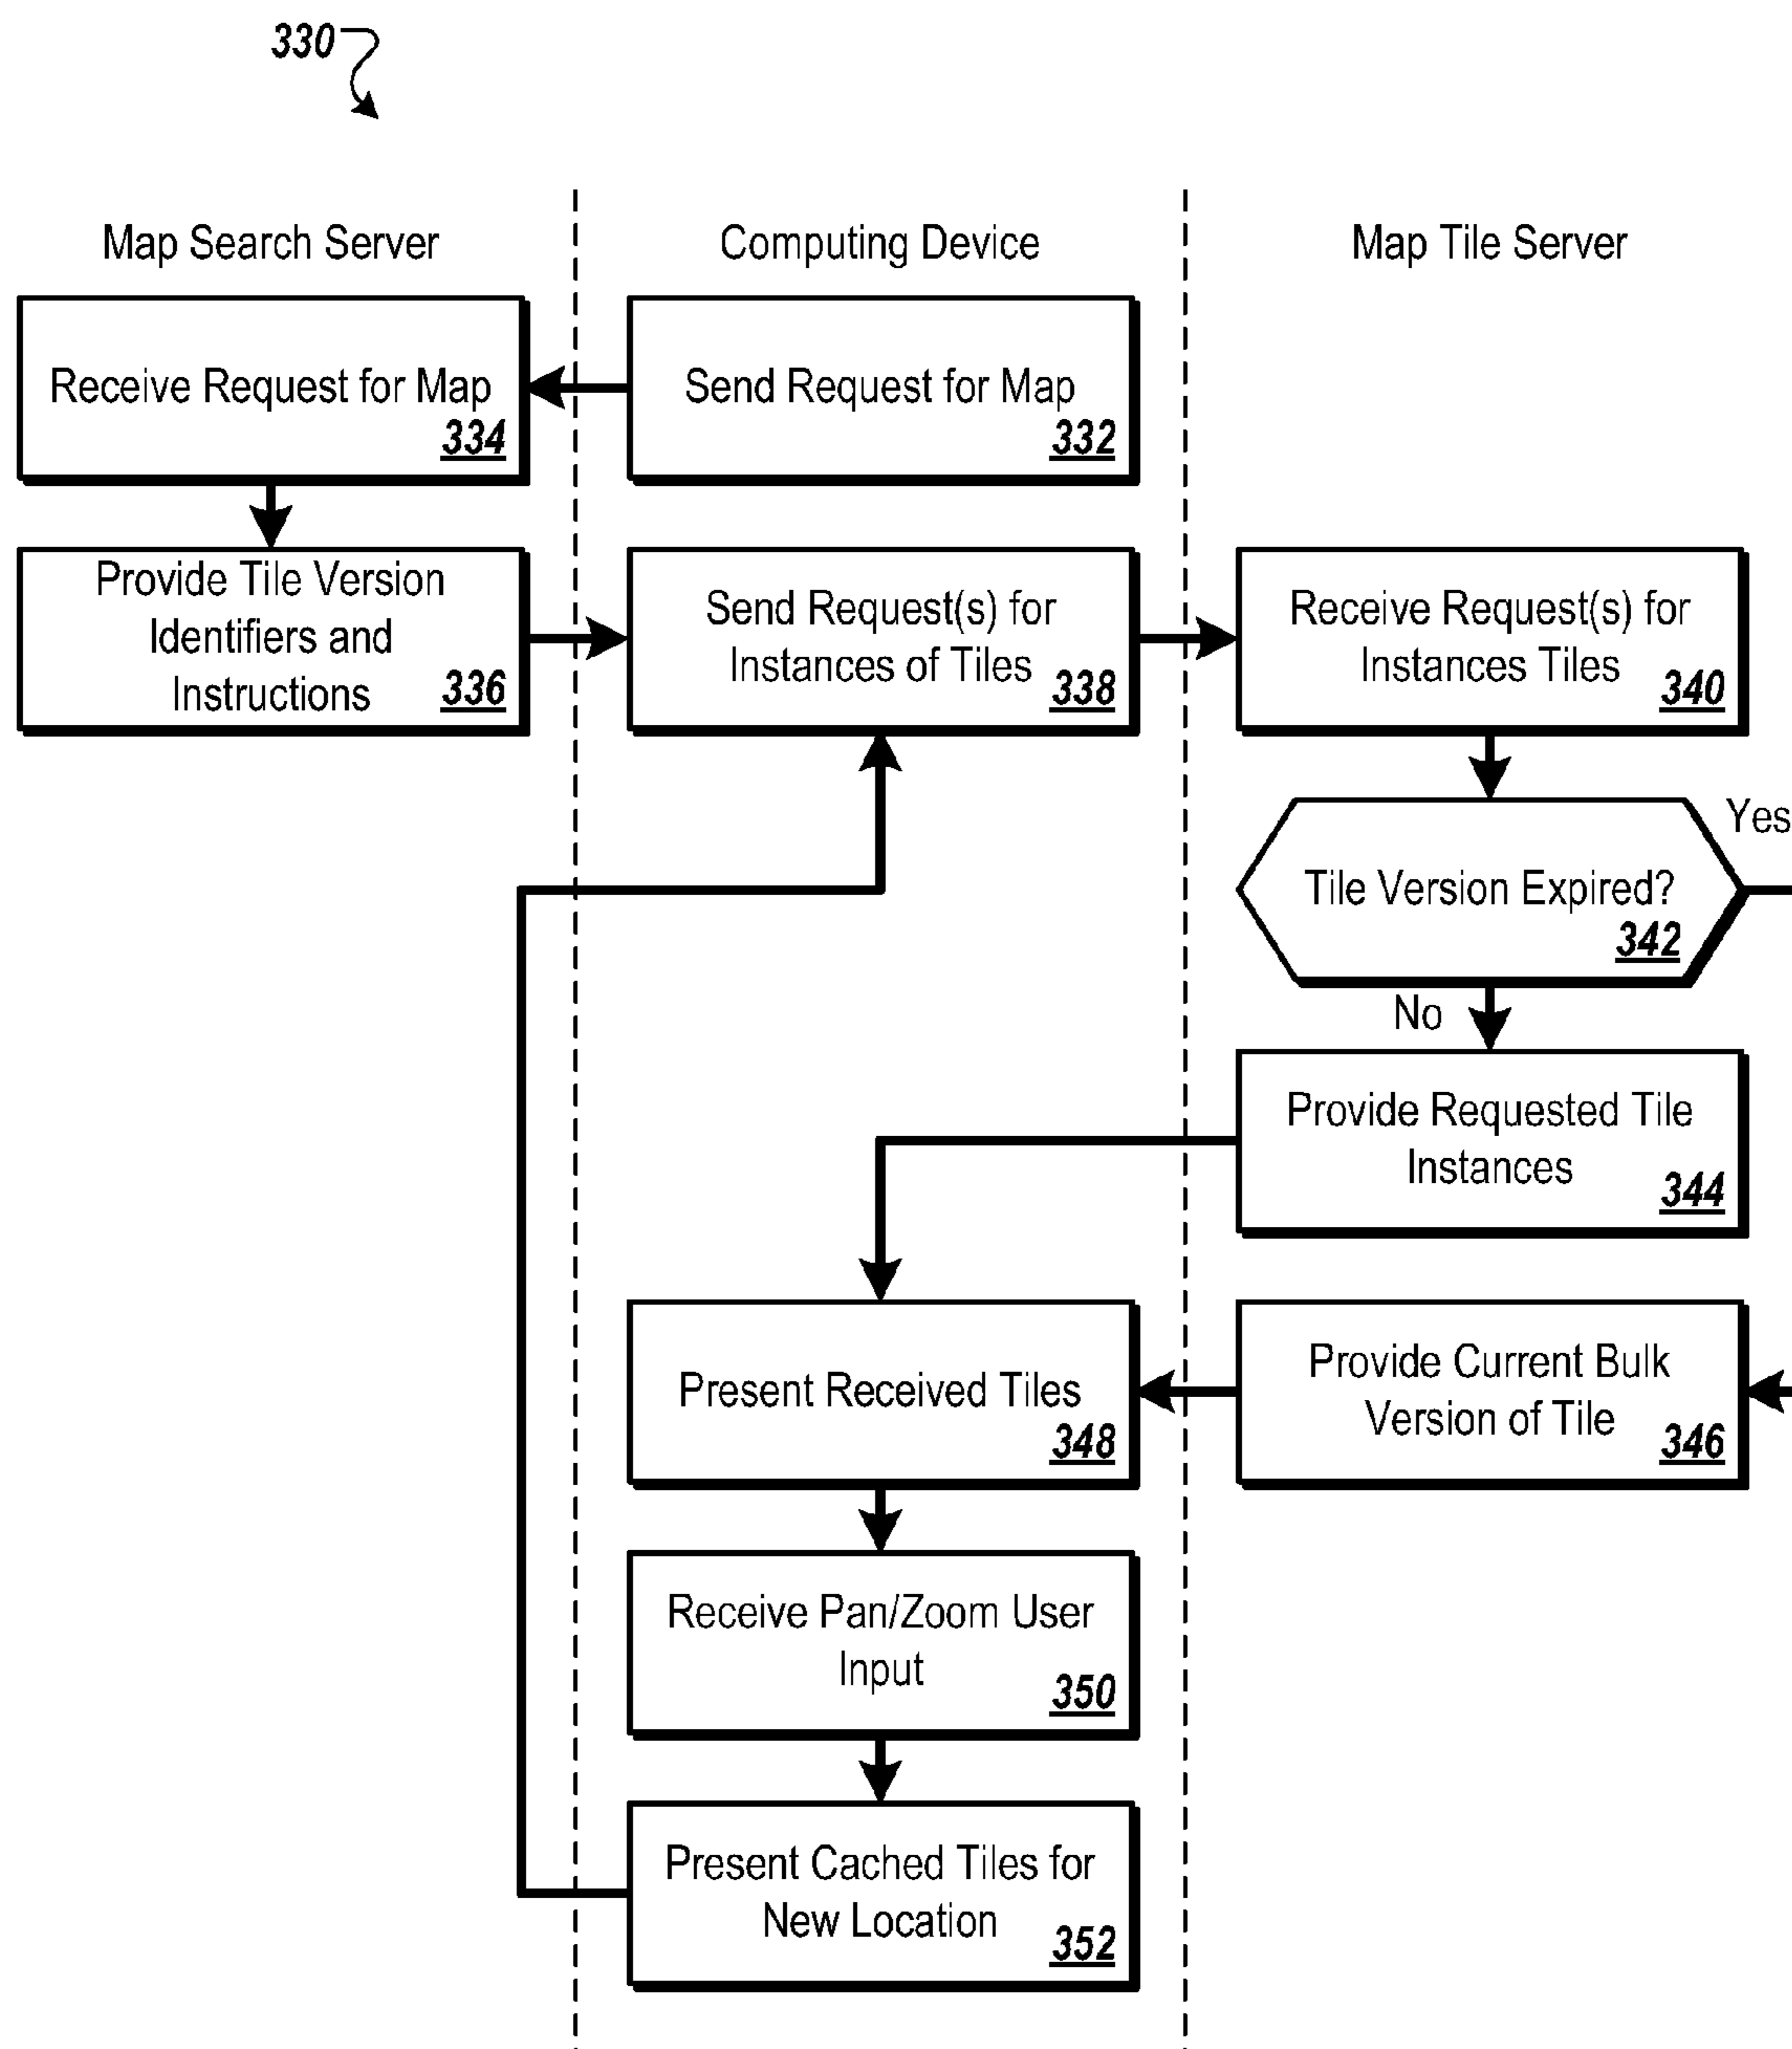 330
Map Search Server
Computing Device
Map Tile Server
Receive Request for Map
334
Send Request for Map
332
Provide Tile Version
Identifiers and
Instructions
336
Send Request(s) for
Instances of Tiles
338
Receive Request(s) for
Instances Tiles
340
Yes
Tile Version Expired?
342
No
Provide Requested Tile
Instances
344
Present Received Tiles
348
Provide Current Bulk
Version of Tile
346
Receive Pan/Zoom User
Input
350
Present Cached Tiles for
New Location
352